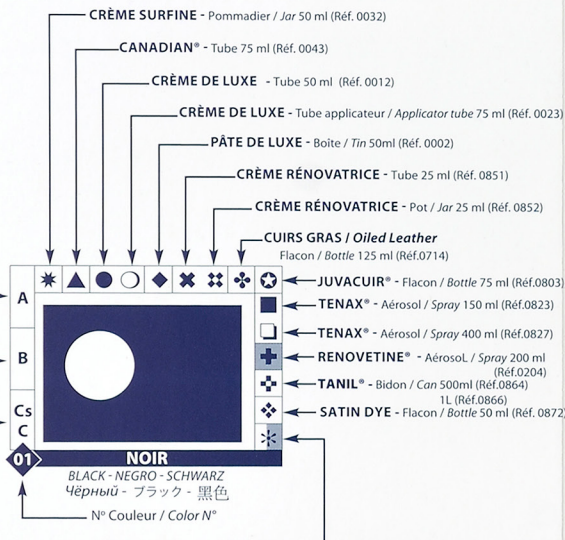 CRÈME SURFINE - Pommadier / Jar 50 ml (Réf. 0032)
CANADIAN® - Tube 75 ml (Réf. 0043)
CRÈME DE LUXE - Tube 50 ml (Réf. 0012)
CRÈME DE LUXE - Tube applicateur / Applicator tube 75 ml (Réf. 0023)
PÂTE DE LUXE - Boîte / Tin 50ml (Réf. 0002)
CRÈME RÉNOVATRICE - Tube 25 ml (Réf. 0851)
CRÈME RÉNOVATRICE - Pot / Jar 25 ml (Réf. 0852)
CUIRS GRAS / Oiled Leather
Flacon / Bottle 125 ml (Réf.0714)
JUVACUIR® - Flacon / Bottle 75 ml (Réf.0803)
TENAX® - Aérosol / Spray 150 ml (Réf.0823)
TENAX® - Aérosol / Spray 400 ml (Réf.0827)
RENOVETINE® - AérosoL / Spray 200 ml
(Réf.0204)
TANIL® - Bidon / Can 500ml (Réf.0864)
1L (Réf.0866)
SATIN DYE - Flacon / Bottle 50 ml (Réf. 0872)
A
B
Cs
C
01
NOIR
BLACK - NEGRO - SCHWARZ
Чёрный - ブラック - 黑色
N° Couleur / Color N°